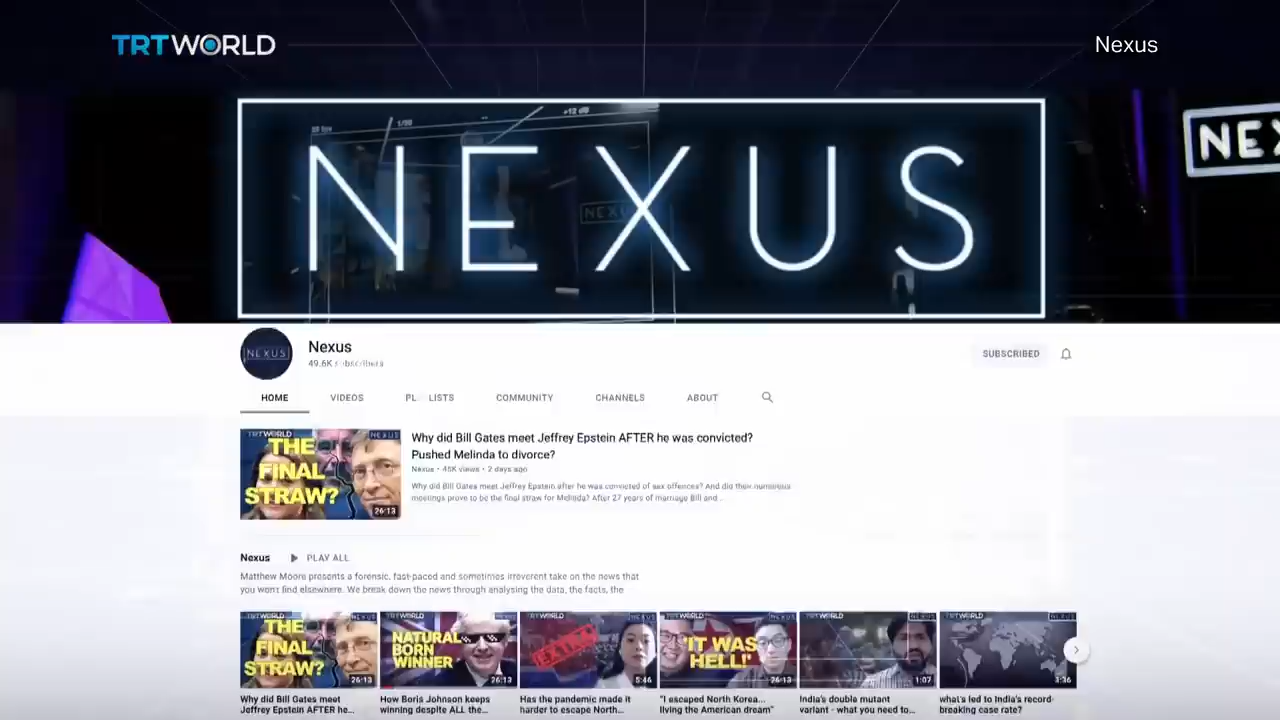 TRTWORLD
Nexus
NEXUS
NEX
Nexus
49.6K subscribers
SUBSCRIBED
HOME VIDEOS PL LISTS COMMUNITY CHANNELS ABOUT
THE
FINAL
STRAW?
26:13
Why did Bill Gates meet Jeffrey Epstein AFTER he was convicted?
Pushed Melinda to divorce?
Nexus • 45K views • 2 days ago
Why did Bill Gates meet Jeffrey Epstein after he was convicted of sex offences? And did their numerous
meetings prove to be the final straw for Melinda? After 27 years of marriage Bill and ...
Nexus PLAY ALL
Matthew Moore presents a forensic, fast-paced and sometimes irreverent take on the news that
you won't find elsewhere. We break down the news through analysing the data, the facts, the
THE
FINAL
STRAW?
26:13
NATURAL
BORN
WINNER
26:13
EXTRA
5:46
"IT WAS
HELL!"
26:13
1:07
3:36
Why did Bill Gates meet
Jeffrey Epstein AFTER he...
How Boris Johnson keeps
winning despite ALL the...
Has the pandemic made it
harder to escape North...
"I escaped North Korea...
living the American dream"
India's double mutant
variant - what you need to...
what's led to India's record-
breaking case rate?